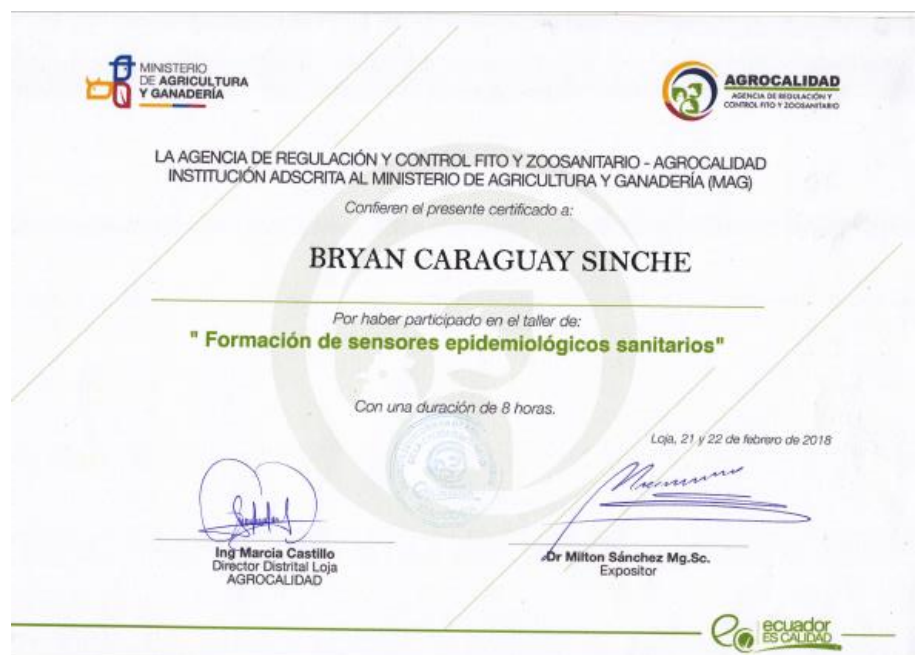 MINISTERIO
DE AGRICULTURA
Y GANADERÍA
AGROCALIDAD
AGENCIA DE REGULACIÓN Y
CONTROL FITO Y ZOOSANITARIO
LA AGENCIA DE REGULACIÓN Y CONTROL FITO Y ZOOSANITARIO - AGROCALIDAD
INSTITUCIÓN ADSCRITA AL MINISTERIO DE AGRICULTURA Y GANADERÍA (MAG)
Confieren el presente certificado a:
BRYAN CARAGUAY SINCHE
Por haber participado en el taller de:
" Formación de sensores epidemiológicos sanitarios"
Con una duración de 8 horas.
Loja, 21 y 22 de febrero de 2018
Ing Marcia Castillo
Director Distrital Loja
AGROCALIDAD
Dr Milton Sánchez Mg.Sc.
Expositor
ecuador
ES CALIDAD